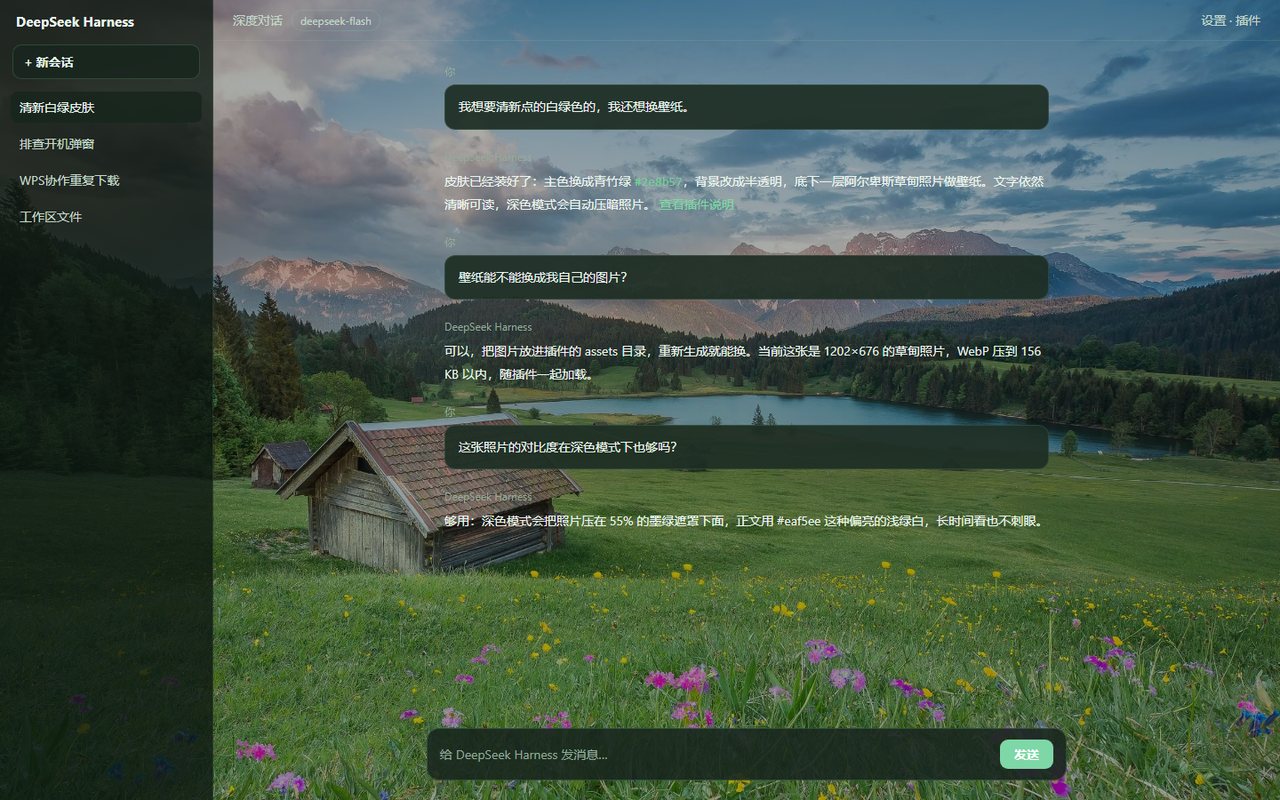 DeepSeek Harness
+ 新会话
清新白绿皮肤
排查开机弹窗
WPS协作重复下载
工作区文件
深度对话 deepseek-flash
设置 · 插件
你
我想要清新点的白绿色的，我还想换壁纸。
DeepSeek Harness
皮肤已经装好了：主色换成青竹绿 #2e8b57，背景改成半透明，底下一层阿尔卑斯草甸照片做壁纸。文字依然
清晰可读，深色模式会自动压暗照片。 查看插件说明
你
壁纸能不能换成我自己的图片？
DeepSeek Harness
可以，把图片放进插件的 assets 目录，重新生成就能换。当前这张是 1202×676 的草甸照片，WebP 压到 156
KB 以内，随插件一起加载。
你
这张照片的对比度在深色模式下也够吗？
DeepSeek Harness
够用：深色模式会把照片压在 55% 的墨绿遮罩下面，正文用 #eaf5ee 这种偏亮的浅绿白，长时间看也不刺眼。
给 DeepSeek Harness 发消息...
发送